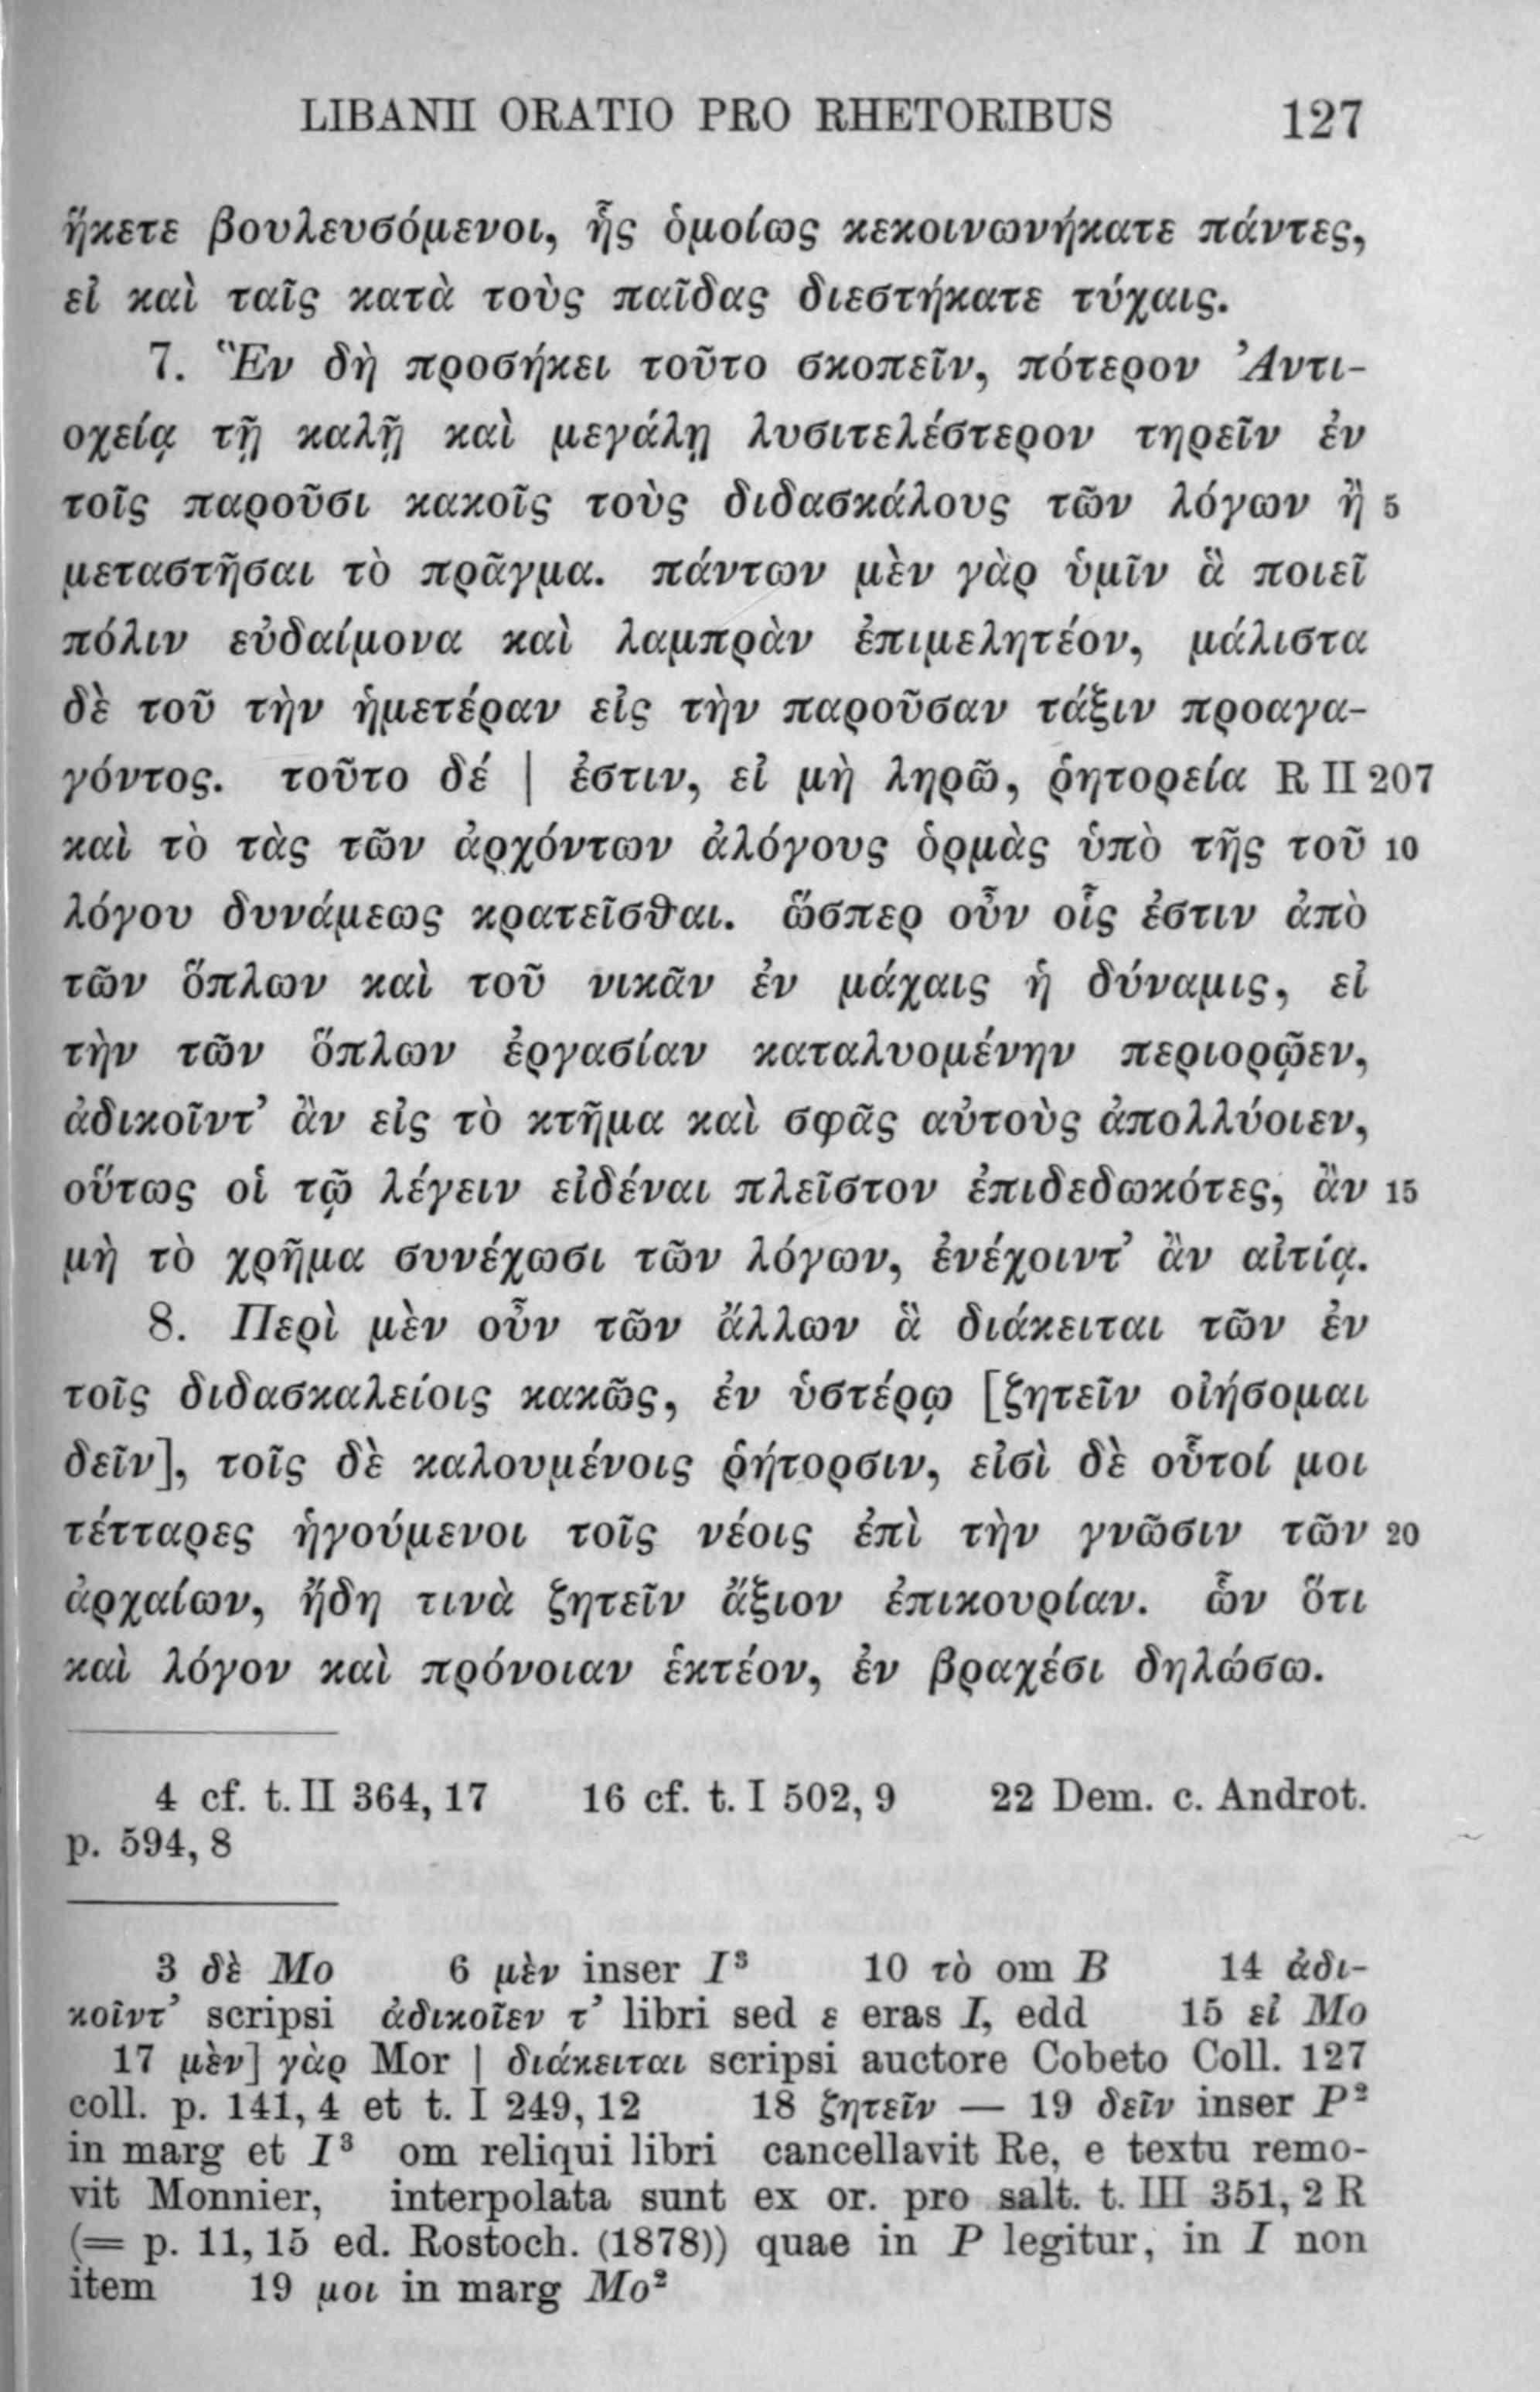 LIBANII ORATIO PRO RHETORIBUS 127
ἥκετε βουλευσόμενοι, ἧς ὁμοίως κεκοινωνήκατε πάντες,
εἰ καὶ ταῖς κατὰ τοὺς παῖδας διεστήκατε τύχαις.
7. Ἓν δὴ προσήκει τοῦτο σκοπεῖν, πότερον Ἀντι-
οχείᾳ τῇ καλῇ καὶ μεγάλῃ λυσιτελέστερον τηρεῖν ἐν
τοῖς παροῦσι κακοῖς τοὺς διδασκάλους τῶν λόγων ἢ 5
μεταστῆσαι τὸ πρᾶγμα. πάντων μὲν γὰρ ὑμῖν ἃ ποιεῖ
πόλιν εὐδαίμονα καὶ λαμπρὰν ἐπιμελητέον, μάλιστα
δὲ τοῦ τὴν ἡμετέραν εἰς τὴν παροῦσαν τάξιν προαγα-
γόντος. τοῦτο δέ | ἐστιν, εἰ μὴ ληρῶ, ῥητορεία R II 207
καὶ τὸ τὰς τῶν ἀρχόντων ἀλόγους ὁρμὰς ὑπὸ τῆς τοῦ 10
λόγου δυνάμεως κρατεῖσθαι. ὥσπερ οὖν οἷς ἐστιν ἀπὸ
τῶν ὅπλων καὶ τοῦ νικᾶν ἐν μάχαις ἡ δύναμις, εἰ
τὴν τῶν ὅπλων ἐργασίαν καταλυομένην περιορῷεν,
ἀδικοῖντ’ ἂν εἰς τὸ κτῆμα καὶ σφᾶς αὐτοὺς ἀπολλύοιεν,
οὕτως οἱ τῷ λέγειν εἰδέναι πλεῖστον ἐπιδεδωκότες, ἂν 15
μὴ τὸ χρῆμα συνέχωσι τῶν λόγων, ἐνέχοιντ’ ἂν αἰτίᾳ.
8. Περὶ μὲν οὖν τῶν ἄλλων ἃ διάκειται τῶν ἐν
τοῖς διδασκαλείοις κακῶς, ἐν ὑστέρῳ [ζητεῖν οἰήσομαι
δεῖν], τοῖς δὲ καλουμένοις ῥήτορσιν, εἰσὶ δὲ οὗτοί μοι
τέτταρες ἡγούμενοι τοῖς νέοις ἐπὶ τὴν γνῶσιν τῶν 20
ἀρχαίων, ἤδη τινὰ ζητεῖν ἄξιον ἐπικουρίαν. ὧν ὅτι
καὶ λόγον καὶ πρόνοιαν ἑκτέον, ἐν βραχέσι δηλώσω.
4 cf. t. II 364, 17 16 cf. t. I 502, 9 22 Dem. c. Androt.
p. 594, 8
3 δὲ Mo 6 μὲν inser I³ 10 τὸ om B 14 ἀδι-
κοῖντ’ scripsi ἀδικοῖεν τ’ libri sed ε eras I, edd 15 εἰ Mo
17 μὲν] γὰρ Mor | διάκειται scripsi auctore Cobeto Coll. 127
coll. p. 141, 4 et t. I 249, 12 18 ζητεῖν — 19 δεῖν inser P²
in marg et I³ om reliqui libri cancellavit Re, e textu remo-
vit Monnier, interpolata sunt ex or. pro salt. t. III 351, 2 R
(= p. 11, 15 ed. Rostoch. (1878)) quae in P legitur, in I non
item 19 μοι in marg Mo²